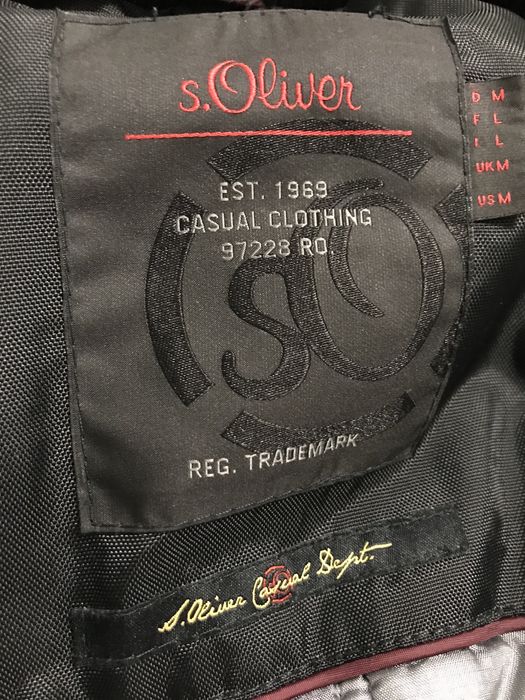 s.Oliver
EST. 1969
CASUAL CLOTHING
97228 RO.
sO
REG. TRADEMARK
D M
F L
I L
UK M
US M
S.Oliver Casual Dept.